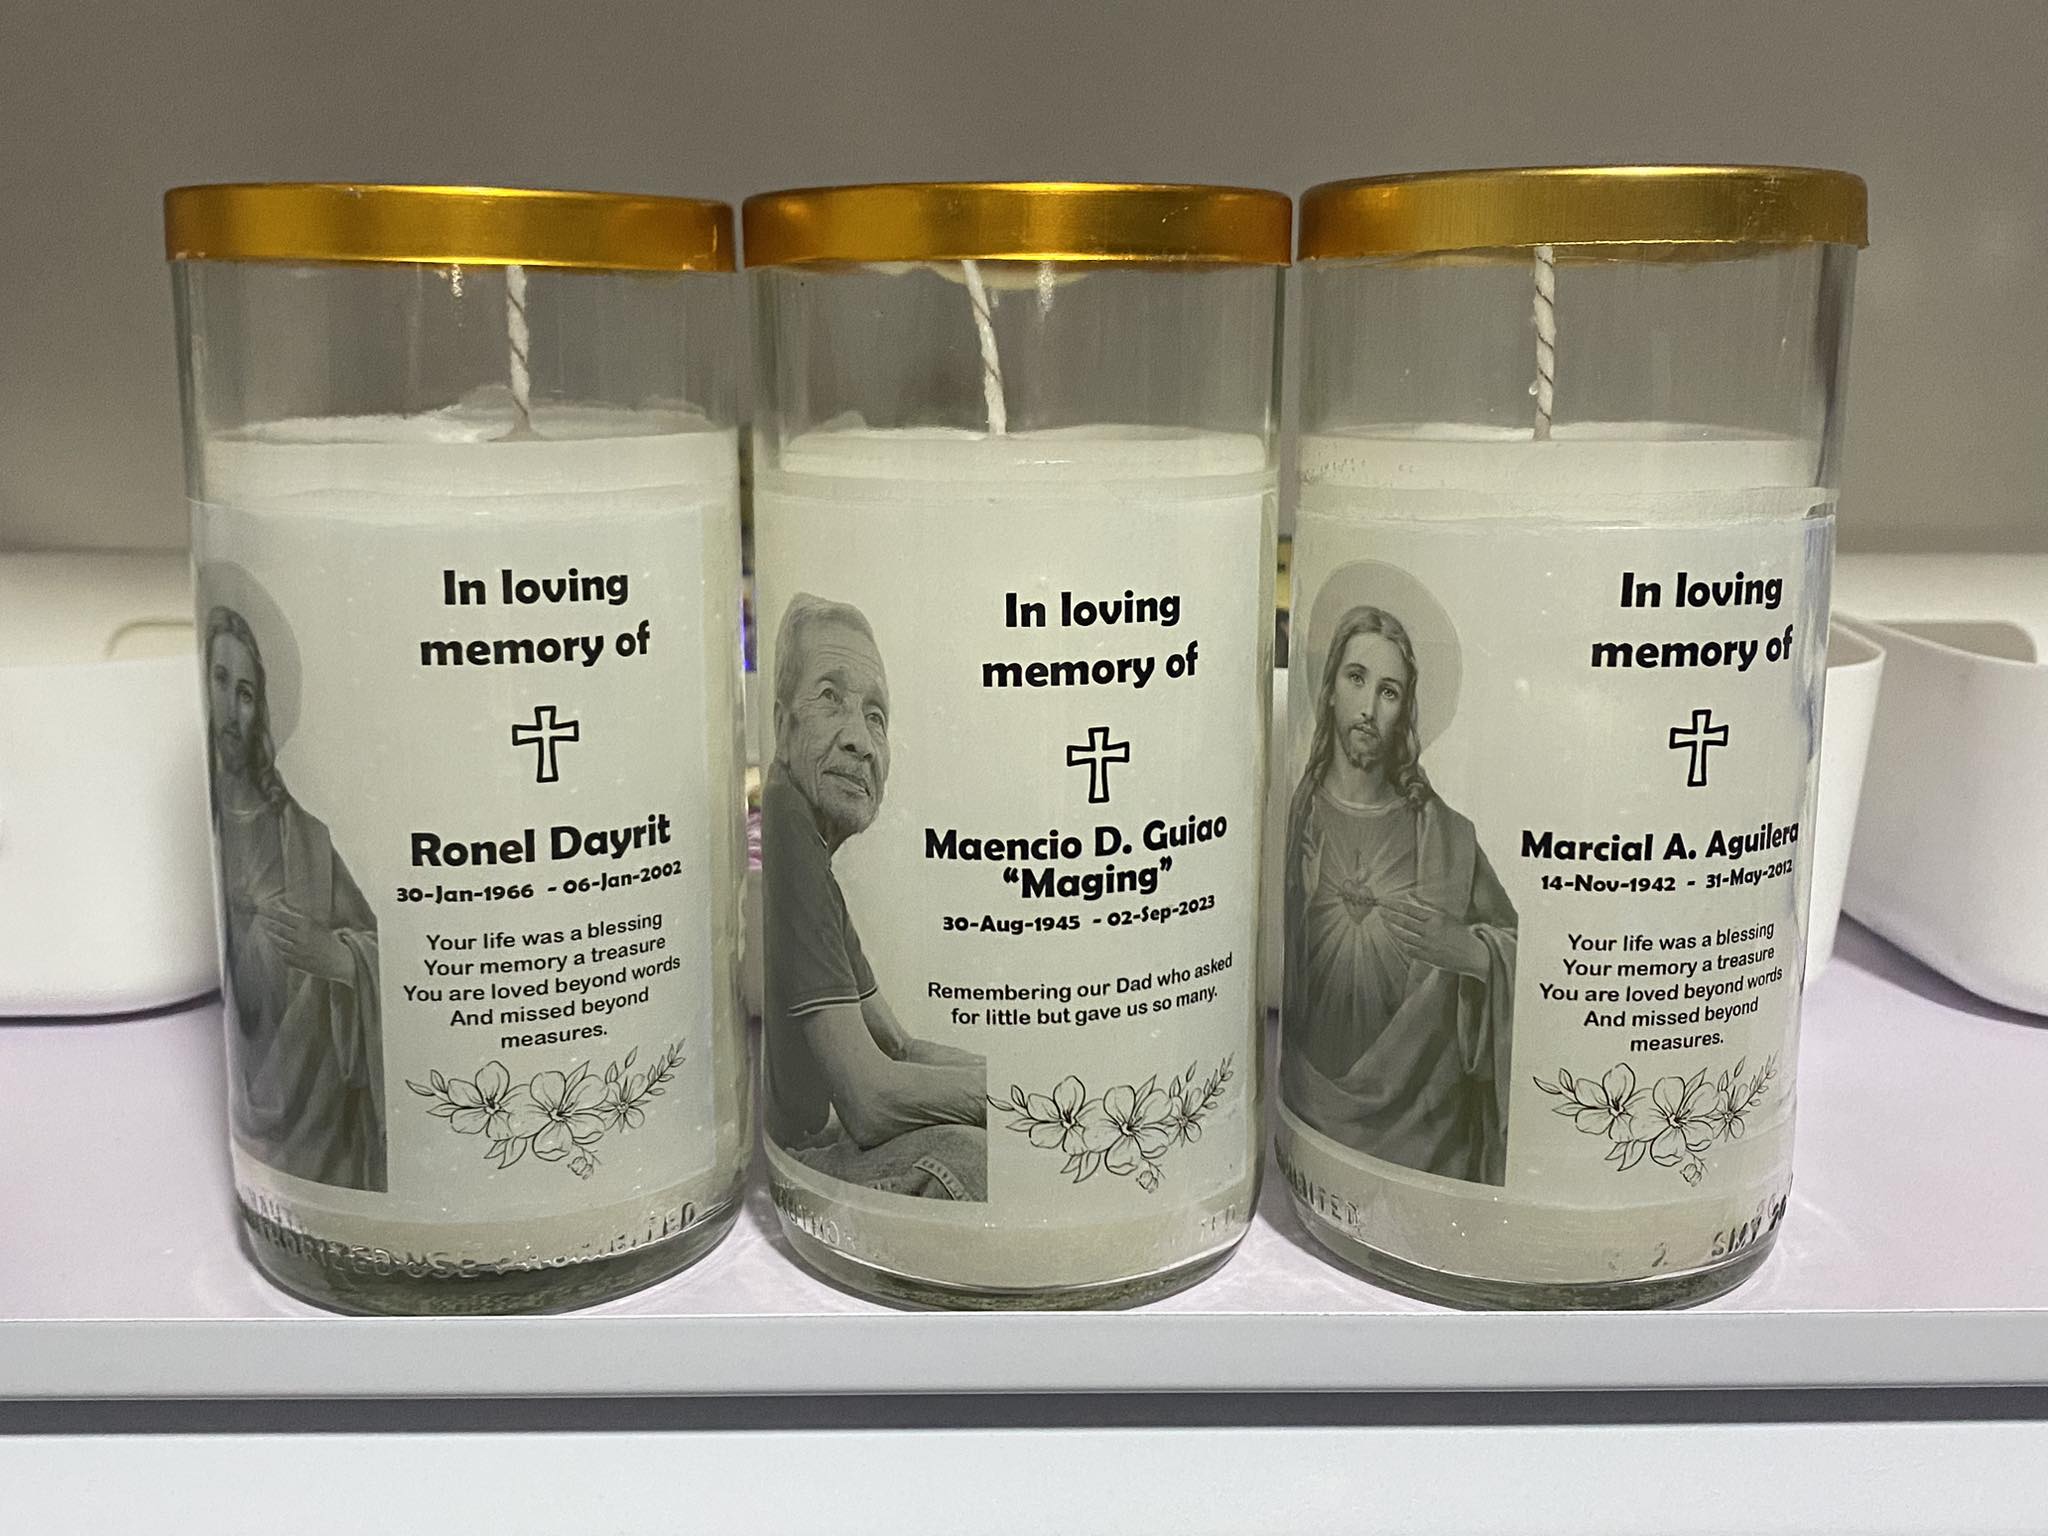 In loving
memory of
Ronel Dayrit
30-Jan-1966 - 06-Jan-2002
Your life was a blessing
Your memory a treasure
You are loved beyond words
And missed beyond
measures.
In loving
memory of
Maencio D. Guiao
“Maging”
30-Aug-1945 - 02-Sep-2023
Remembering our Dad who asked
for little but gave us so many.
In loving
memory of
Marcial A. Aguilera
14-Nov-1942 - 31-May-2012
Your life was a blessing
Your memory a treasure
You are loved beyond words
And missed beyond
measures.